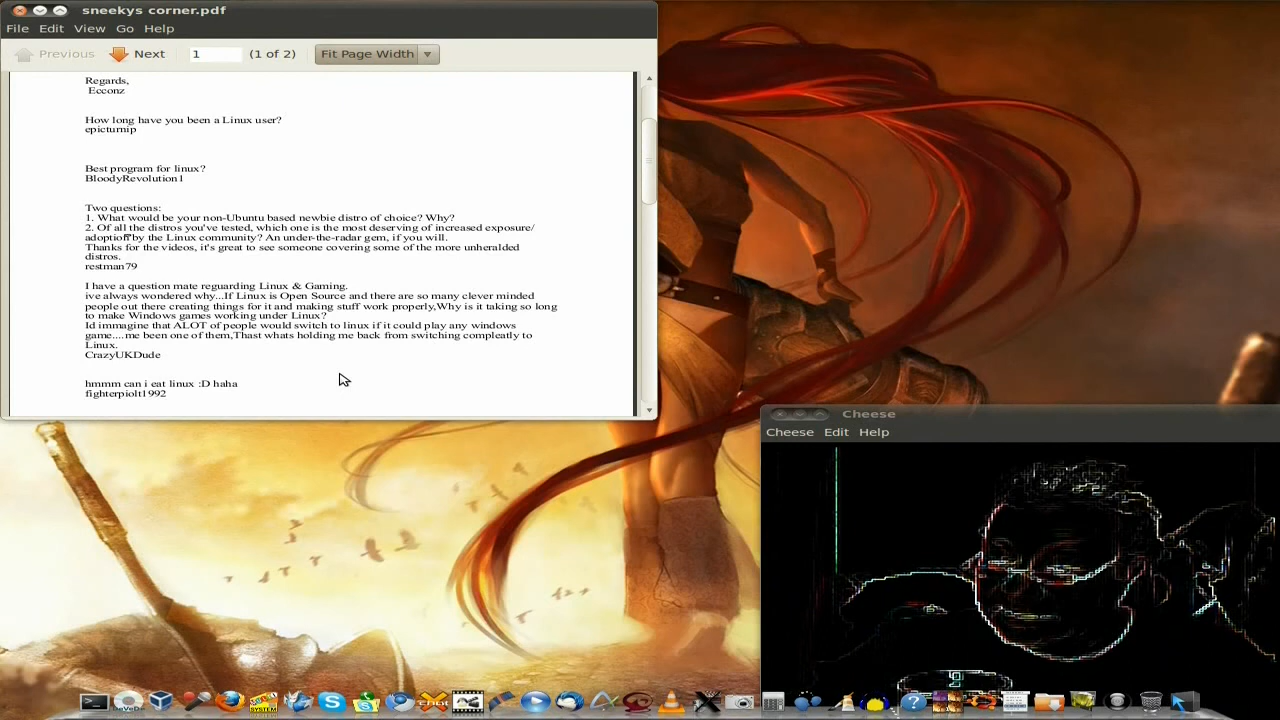 sneekys corner.pdf
File Edit View Go Help
Previous Next 1 (1 of 2) Fit Page Width
Regards,
Ecconz
How long have you been a Linux user?
epicturnip
Best program for linux?
BloodyRevolution1
Two questions:
1. What would be your non-Ubuntu based newbie distro of choice? Why?
2. Of all the distros you've tested, which one is the most deserving of increased exposure/
adoption by the Linux community? An under-the-radar gem, if you will.
Thanks for the videos, it's great to see someone covering some of the more unheralded
distros.
restman79
I have a question mate reguarding Linux & Gaming.
ive always wondered why...If Linux is Open Source and there are so many clever minded
people out there creating things for it and making stuff work properly,Why is it taking so long
to make Windows games working under Linux?
Id immagine that ALOT of people would switch to linux if it could play any windows
game....me been one of them,Thast whats holding me back from switching compleatly to
Linux.
CrazyUKDude
hmmm can i eat linux :D haha
fighterpiolt1992
Cheese
Cheese Edit Help